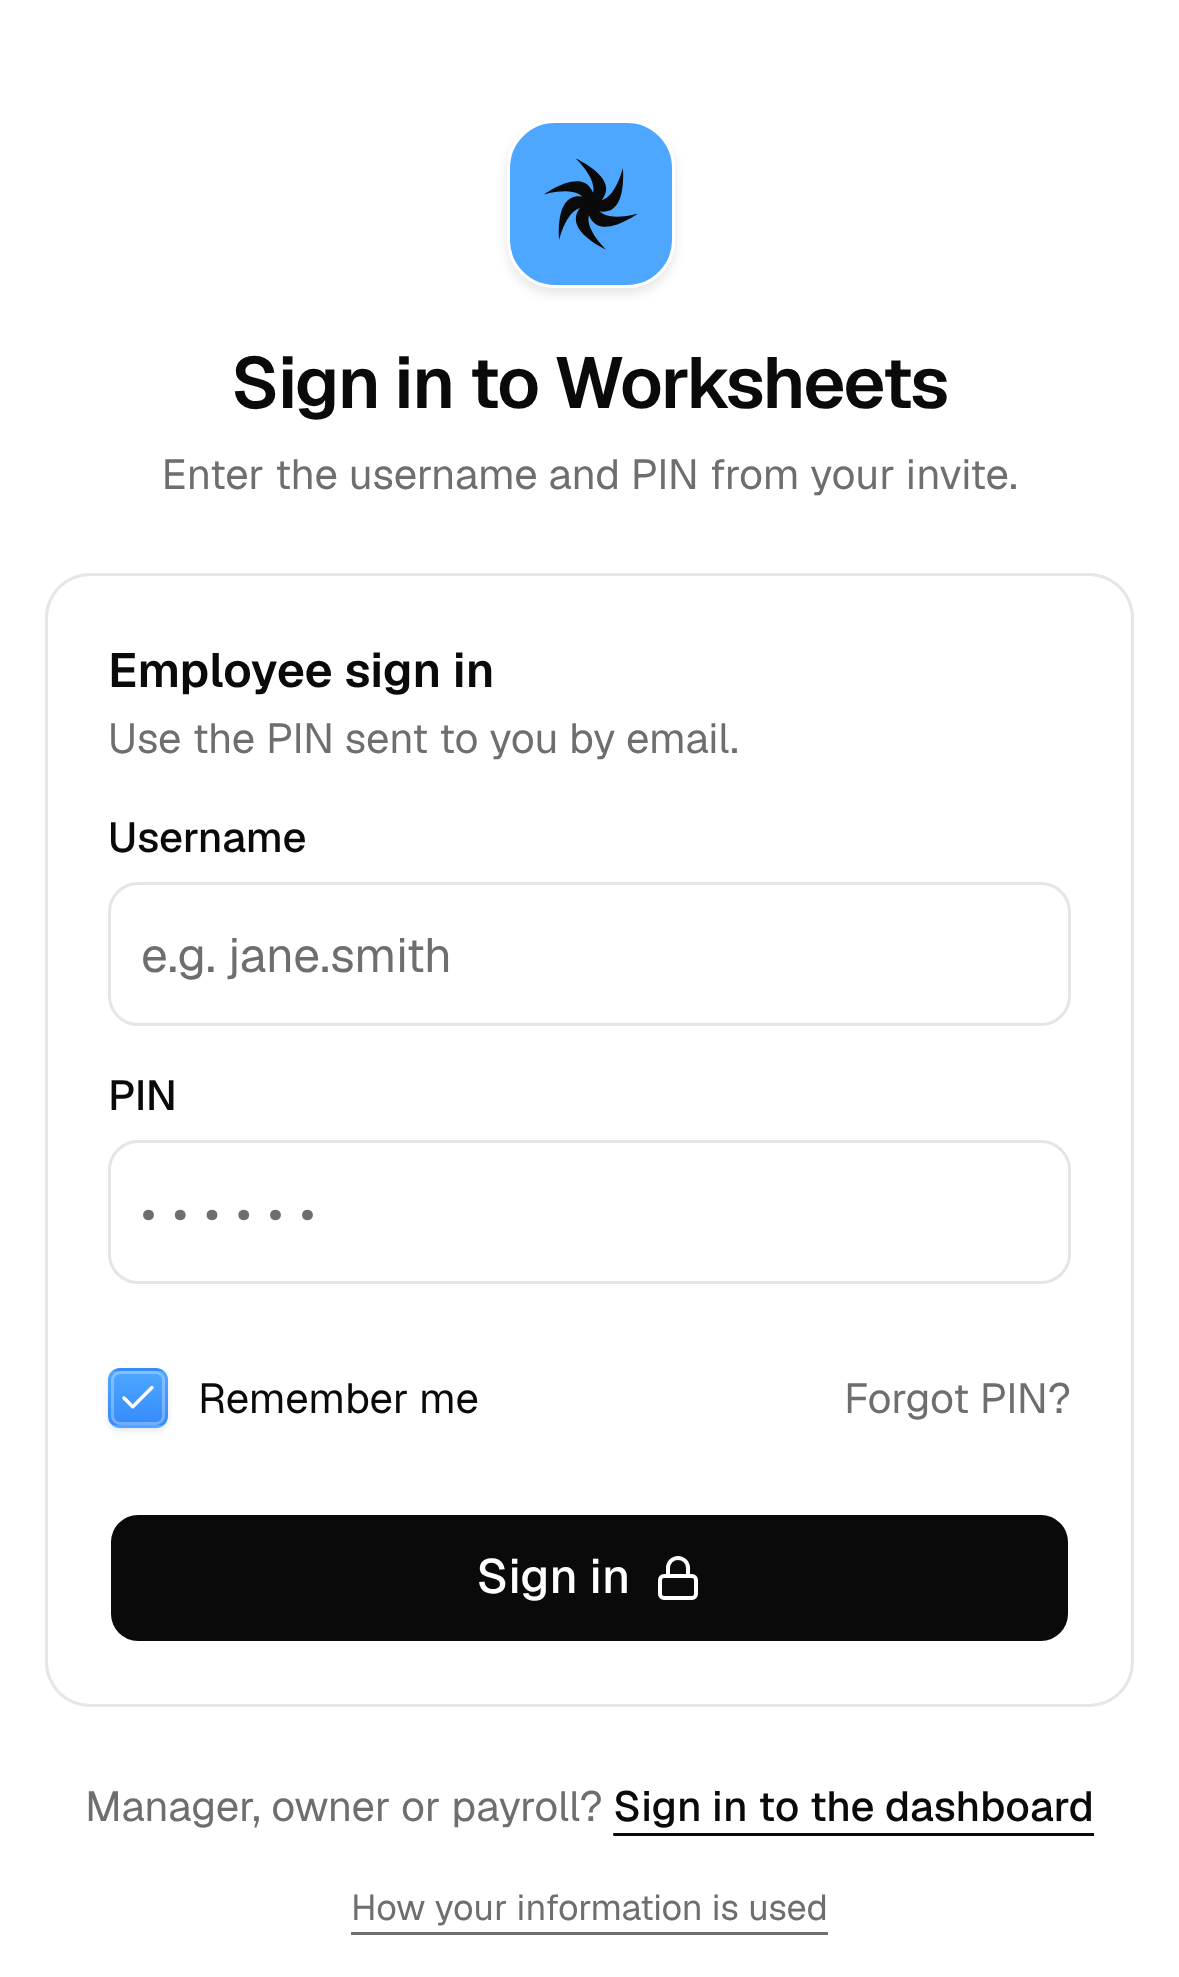 Sign in to Worksheets
Enter the username and PIN from your invite.
Employee sign in
Use the PIN sent to you by email.
Username
e.g. jane.smith
PIN
••••••
Remember me
Forgot PIN?
Sign in
Manager, owner or payroll? Sign in to the dashboard
How your information is used